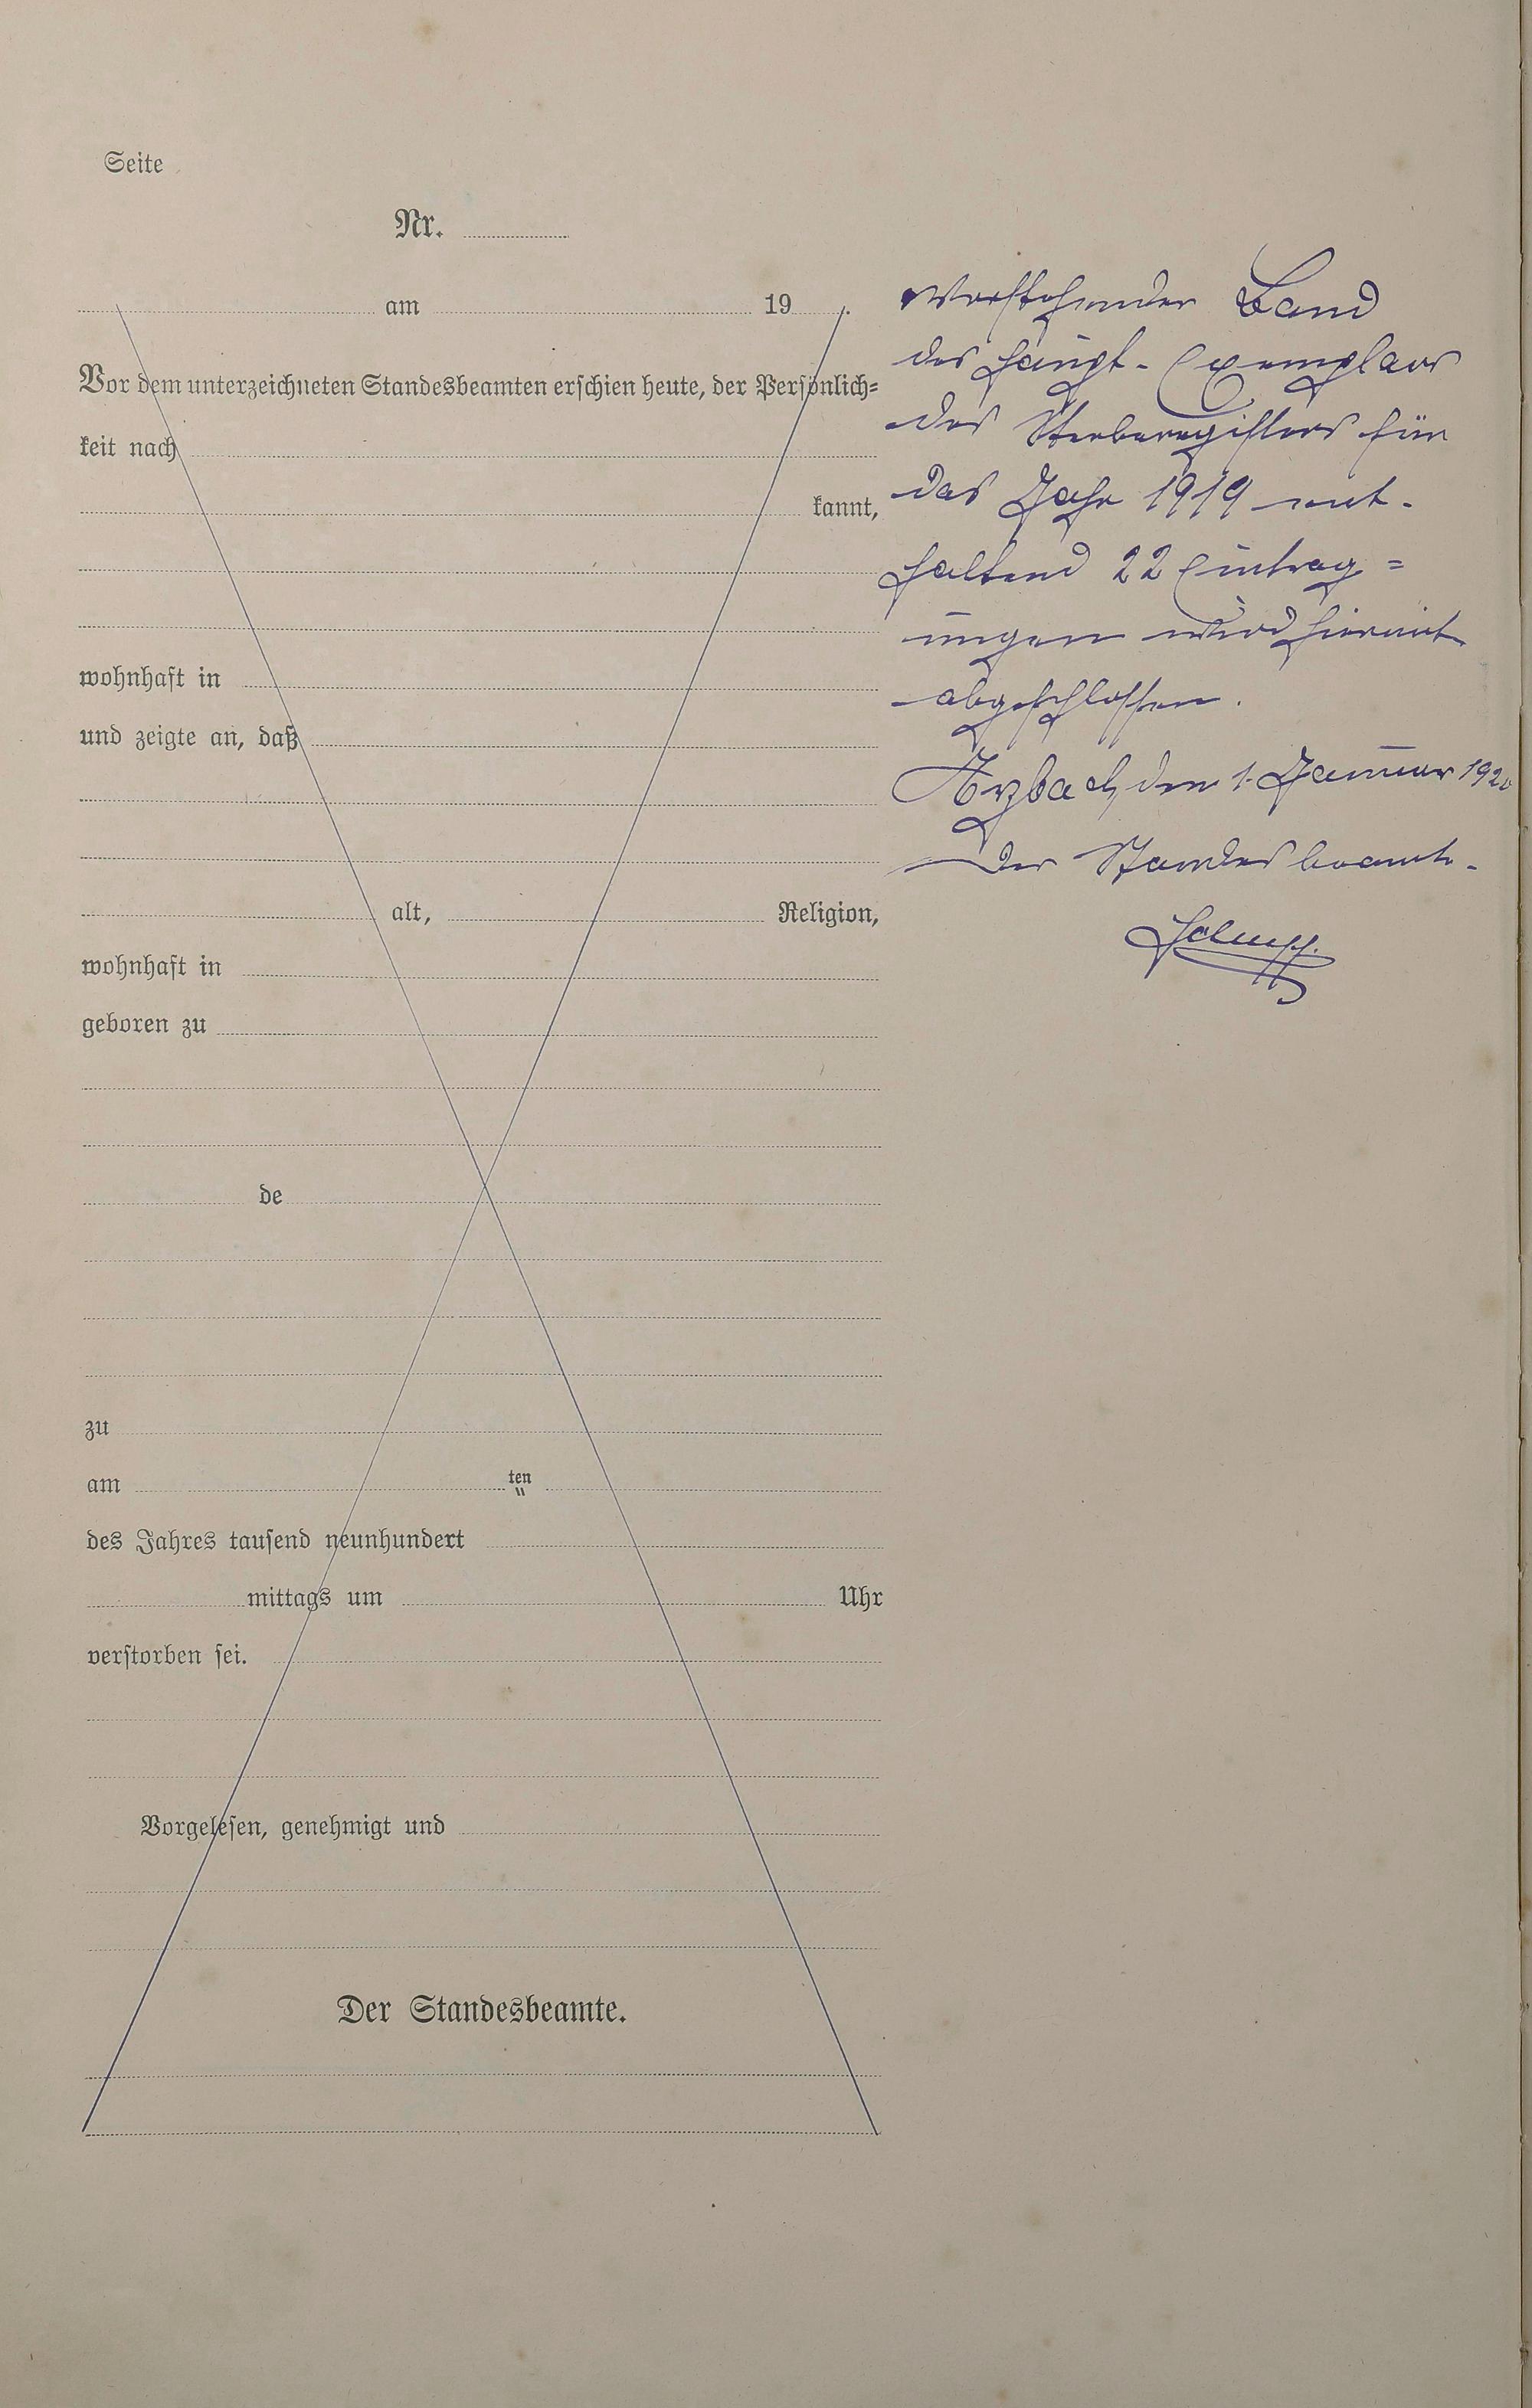 Seite
Nr.
am 19 .
Vor dem unterzeichneten Standesbeamten erschien heute, der Persönlich=
keit nach
kannt,
wohnhaft in
und zeigte an, daß
alt, Religion,
wohnhaft in
geboren zu
de
zu
am ten
des Jahres tausend neunhundert
mittags um Uhr
verstorben sei.
Vorgelesen, genehmigt und
Der Standesbeamte.
Vorstehender Band
des Haupt-Exemplars
des Sterberegisters für
das Jahr 1919 ent-
haltend 22 Eintrag=
ungen wird hiermit
abgeschlossen.
Arzbach, den 1. Januar 1920
Der Standesbeamte.